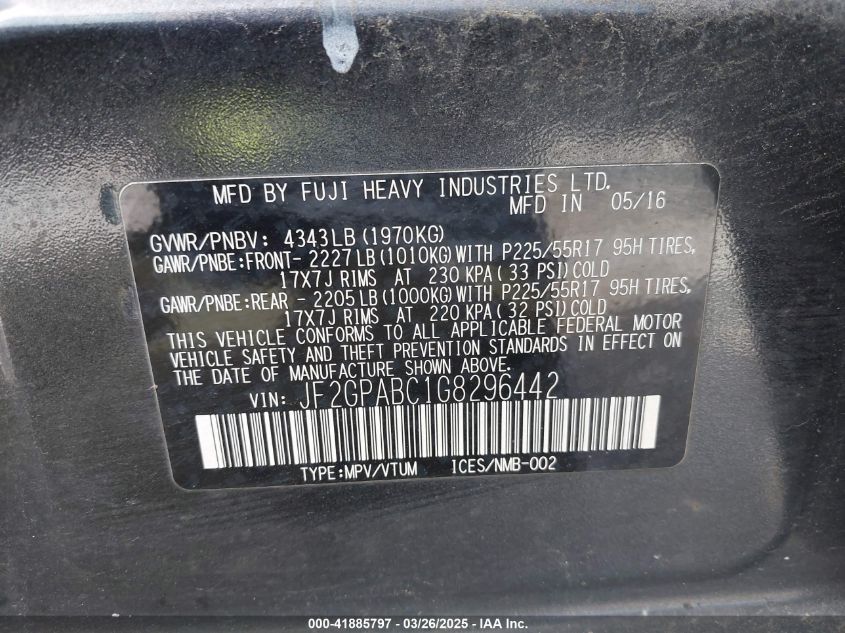 MFD BY FUJI HEAVY INDUSTRIES LTD.
MFD IN 05/16
GVWR/PNBV: 4343LB(1970KG)
GAWR/PNBE:FRONT- 2227LB(1010KG)WITH P225/55R17 95H TIRES,
17X7J RIMS AT 230 KPA(33 PSI)COLD
GAWR/PNBE:REAR - 2205LB(1000KG)WITH P225/55R17 95H TIRES,
17X7J RIMS AT 220 KPA(32 PSI)COLD
THIS VEHICLE CONFORMS TO ALL APPLICABLE FEDERAL MOTOR
VEHICLE SAFETY AND THEFT PREVENTION STANDARDS IN EFFECT ON
THE DATE OF MANUFACTURE SHOWN ABOVE.
VIN: JF2GPABC1G8296442
TYPE:MPV/VTUM ICES/NMB-002
000-41885797 - 03/26/2025 - IAA Inc.